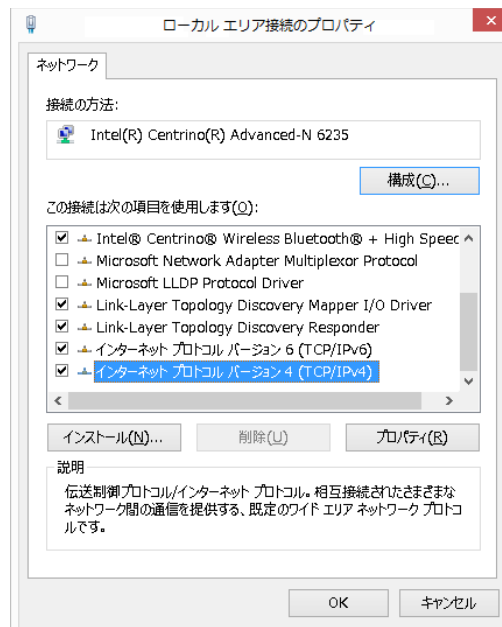 ローカル エリア接続のプロパティ
ネットワーク
接続の方法:
Intel(R) Centrino(R) Advanced-N 6235
構成(C)...
この接続は次の項目を使用します(O):
Intel® Centrino® Wireless Bluetooth® + High Speec
Microsoft Network Adapter Multiplexor Protocol
Microsoft LLDP Protocol Driver
Link-Layer Topology Discovery Mapper I/O Driver
Link-Layer Topology Discovery Responder
インターネット プロトコル バージョン 6 (TCP/IPv6)
インターネット プロトコル バージョン 4 (TCP/IPv4)
インストール(N)...
削除(U)
プロパティ(R)
説明
伝送制御プロトコル/インターネット プロトコル。相互接続されたさまざまな
ネットワーク間の通信を提供する、既定のワイド エリア ネットワーク プロトコ
ルです。
OK
キャンセル